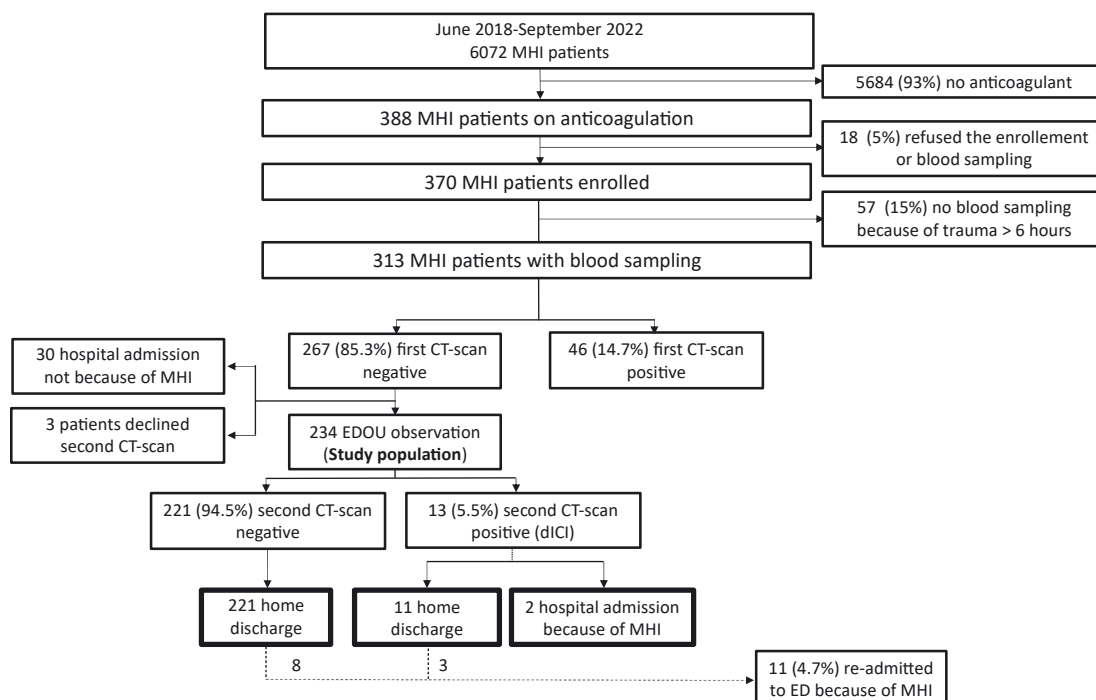 June 2018-September 2022
6072 MHI patients
5684 (93%) no anticoagulant
388 MHI patients on anticoagulation
18 (5%) refused the enrollement
or blood sampling
370 MHI patients enrolled
57 (15%) no blood sampling
because of trauma > 6 hours
313 MHI patients with blood sampling
267 (85.3%) first CT-scan
negative
46 (14.7%) first CT-scan
positive
30 hospital admission
not because of MHI
3 patients declined
second CT-scan
234 EDOU observation
(Study population)
221 (94.5%) second CT-scan
negative
13 (5.5%) second CT-scan
positive (dICI)
221 home
discharge
11 home
discharge
2 hospital admission
because of MHI
8
3
11 (4.7%) re-admitted
to ED because of MHI